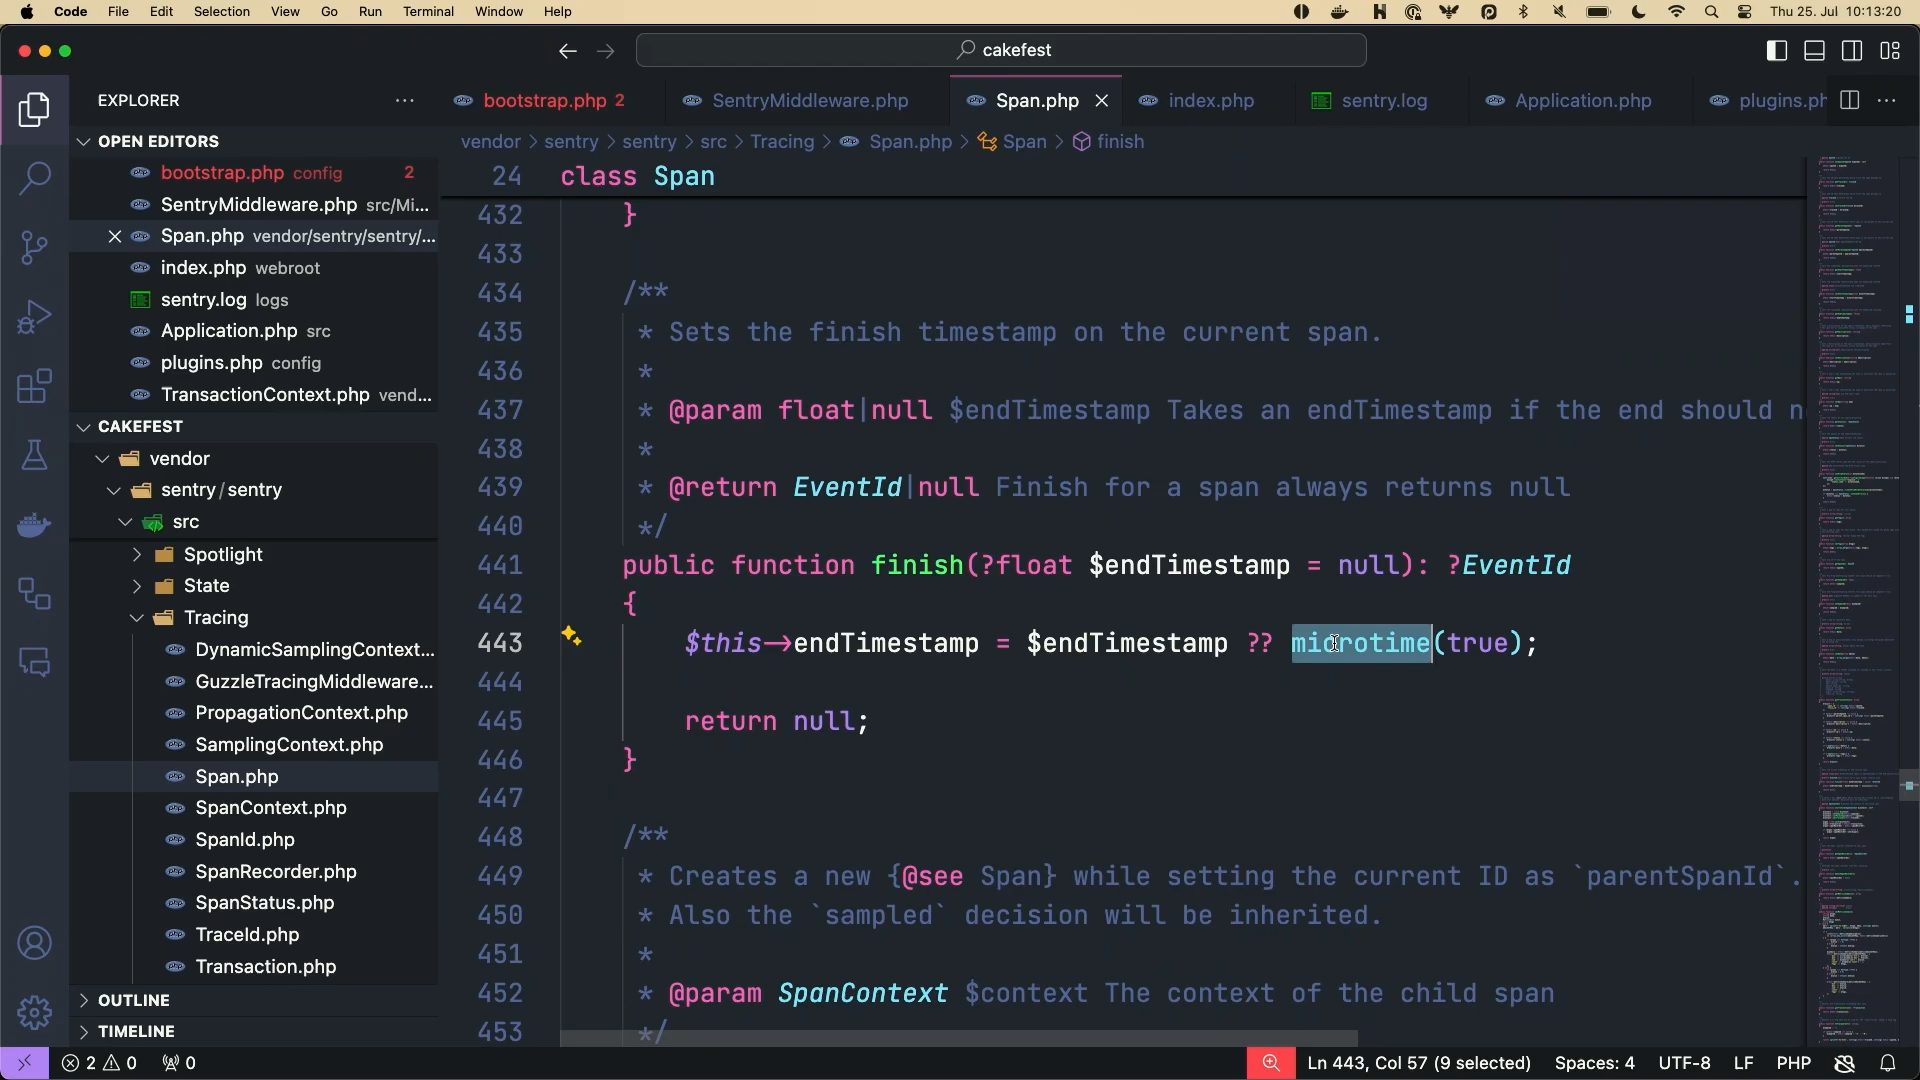 Code File Edit Selection View Go Run Terminal Window Help Thu 25. Jul 10:13:20
cakefest
EXPLORER
bootstrap.php 2 SentryMiddleware.php Span.php index.php sentry.log Application.php plugins.ph
OPEN EDITORS
vendor > sentry > sentry > src > Tracing > Span.php > Span > finish
bootstrap.php config 2
SentryMiddleware.php src/Mi...
Span.php vendor/sentry/sentry/...
index.php webroot
sentry.log logs
Application.php src
plugins.php config
TransactionContext.php vend...
CAKEFEST
vendor
sentry/sentry
src
Spotlight
State
Tracing
DynamicSamplingContext...
GuzzleTracingMiddleware...
PropagationContext.php
SamplingContext.php
Span.php
SpanContext.php
SpanId.php
SpanRecorder.php
SpanStatus.php
TraceId.php
Transaction.php
OUTLINE
TIMELINE
24 class Span
432 }
433
434 /**
435 * Sets the finish timestamp on the current span.
436 *
437 * @param float|null $endTimestamp Takes an endTimestamp if the end should n
438 *
439 * @return EventId|null Finish for a span always returns null
440 */
441 public function finish(?float $endTimestamp = null): ?EventId
442 {
443 $this->endTimestamp = $endTimestamp ?? microtime(true);
444
445 return null;
446 }
447
448 /**
449 * Creates a new {@see Span} while setting the current ID as `parentSpanId`.
450 * Also the `sampled` decision will be inherited.
451 *
452 * @param SpanContext $context The context of the child span
453 */
2 0 0 Ln 443, Col 57 (9 selected) Spaces: 4 UTF-8 LF PHP